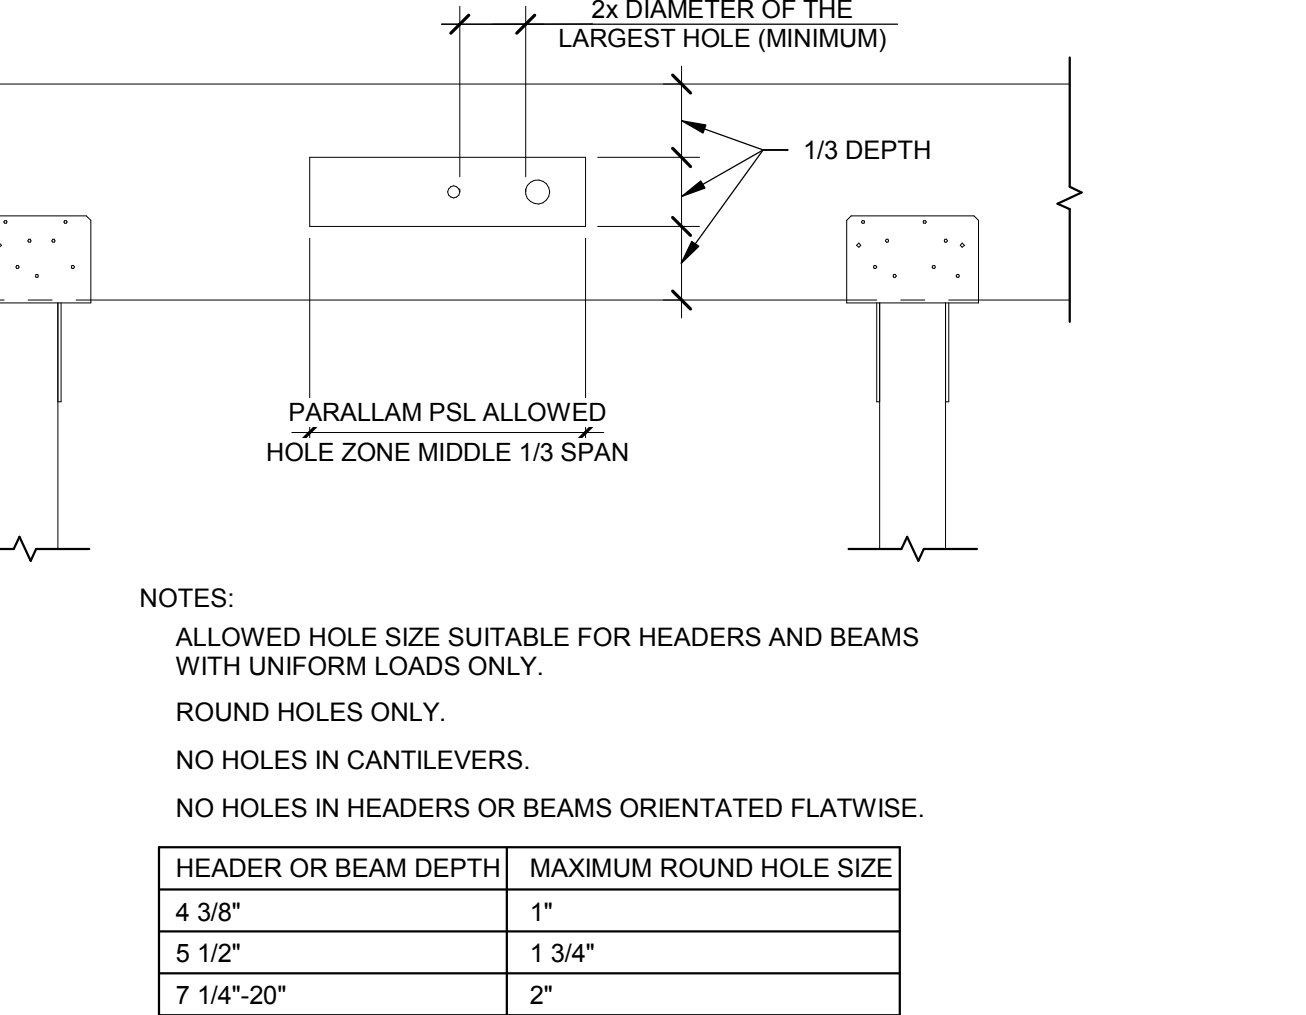 2x DIAMETER OF THE
LARGEST HOLE (MINIMUM)
1/3 DEPTH
PARALLAM PSL ALLOWED
HOLE ZONE MIDDLE 1/3 SPAN
NOTES:
ALLOWED HOLE SIZE SUITABLE FOR HEADERS AND BEAMS
WITH UNIFORM LOADS ONLY.
ROUND HOLES ONLY.
NO HOLES IN CANTILEVERS.
NO HOLES IN HEADERS OR BEAMS ORIENTATED FLATWISE.
HEADER OR BEAM DEPTH MAXIMUM ROUND HOLE SIZE
4 3/8" 1"
5 1/2" 1 3/4"
7 1/4"-20" 2"